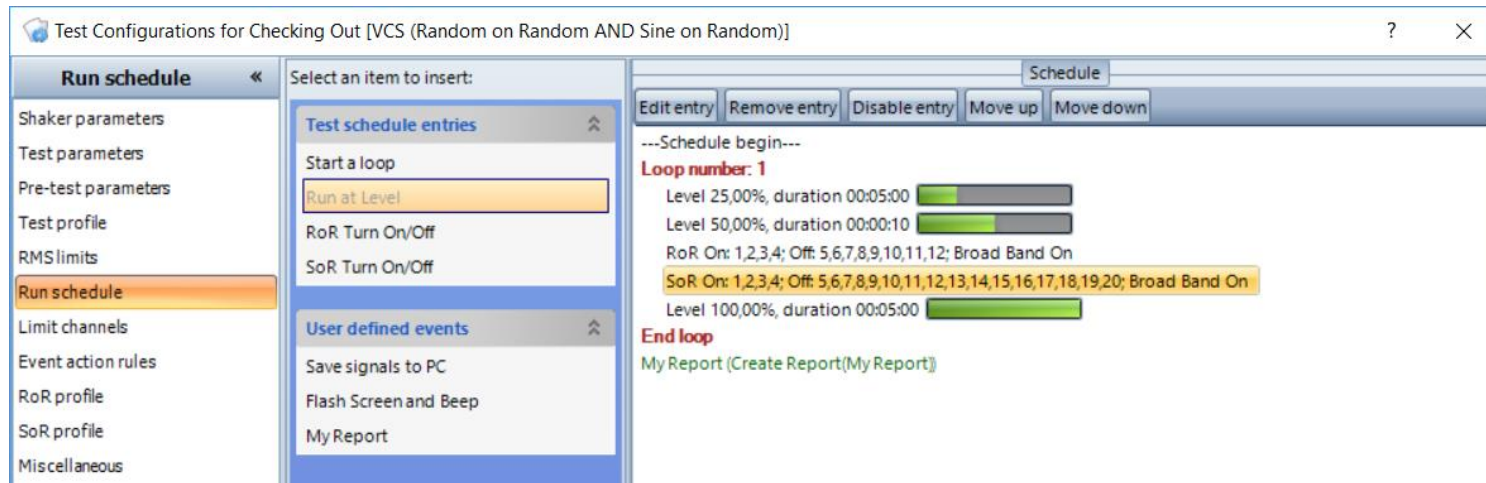 Test Configurations for Checking Out [VCS (Random on Random AND Sine on Random)]
?
Run schedule «
Shaker parameters
Test parameters
Pre-test parameters
Test profile
RMS limits
Run schedule
Limit channels
Event action rules
RoR profile
SoR profile
Miscellaneous
Select an item to insert:
Test schedule entries
Start a loop
Run at Level
RoR Turn On/Off
SoR Turn On/Off
User defined events
Save signals to PC
Flash Screen and Beep
My Report
Schedule
Edit entry Remove entry Disable entry Move up Move down
---Schedule begin---
Loop number: 1
Level 25,00%, duration 00:05:00
Level 50,00%, duration 00:00:10
RoR On: 1,2,3,4; Off: 5,6,7,8,9,10,11,12; Broad Band On
SoR On: 1,2,3,4; Off: 5,6,7,8,9,10,11,12,13,14,15,16,17,18,19,20; Broad Band On
Level 100,00%, duration 00:05:00
End loop
My Report (Create Report(My Report))